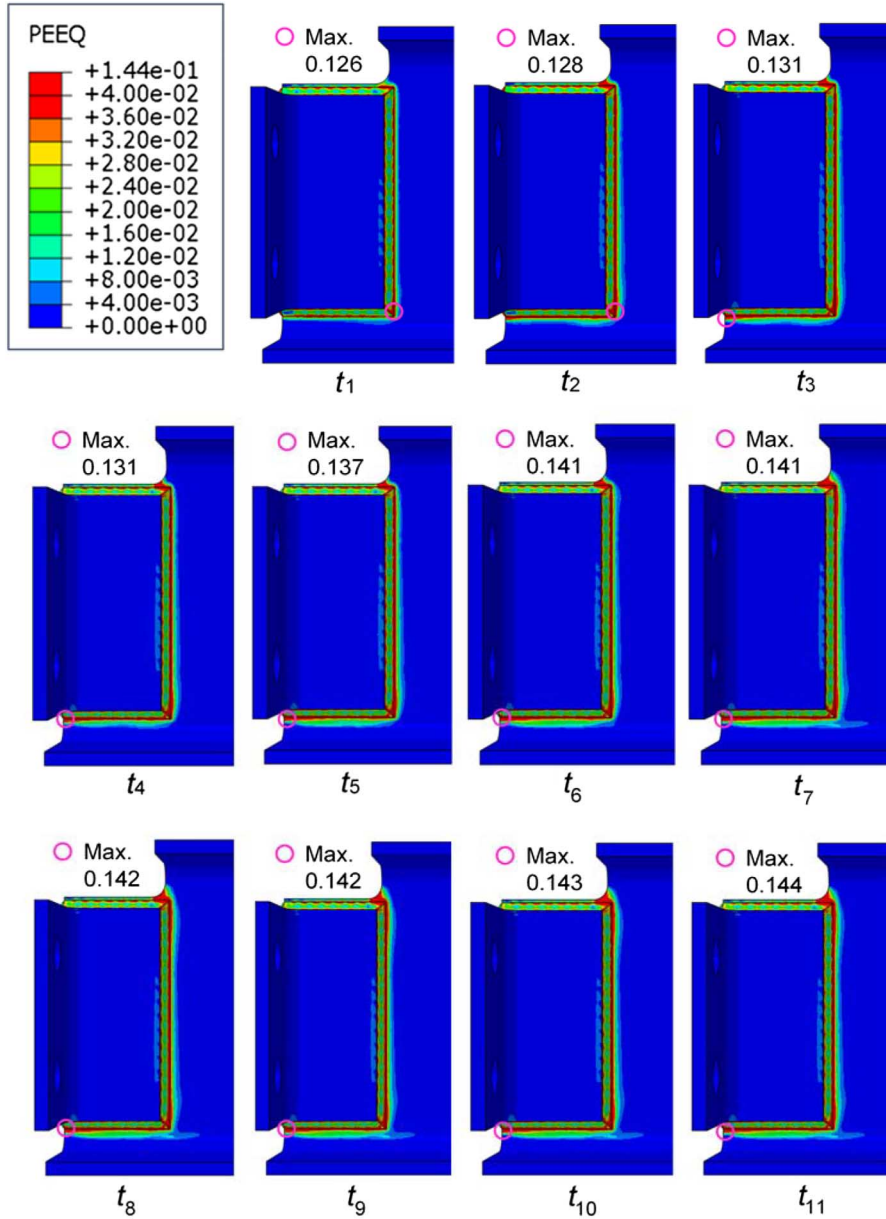 PEEQ
+1.44e-01
+4.00e-02
+3.60e-02
+3.20e-02
+2.80e-02
+2.40e-02
+2.00e-02
+1.60e-02
+1.20e-02
+8.00e-03
+4.00e-03
+0.00e+00
Max.
0.126
t1
Max.
0.128
t2
Max.
0.131
t3
Max.
0.131
t4
Max.
0.137
t5
Max.
0.141
t6
Max.
0.141
t7
Max.
0.142
t8
Max.
0.142
t9
Max.
0.143
t10
Max.
0.144
t11